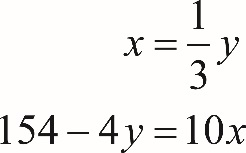 x = 1/3 y
154 − 4y = 10x